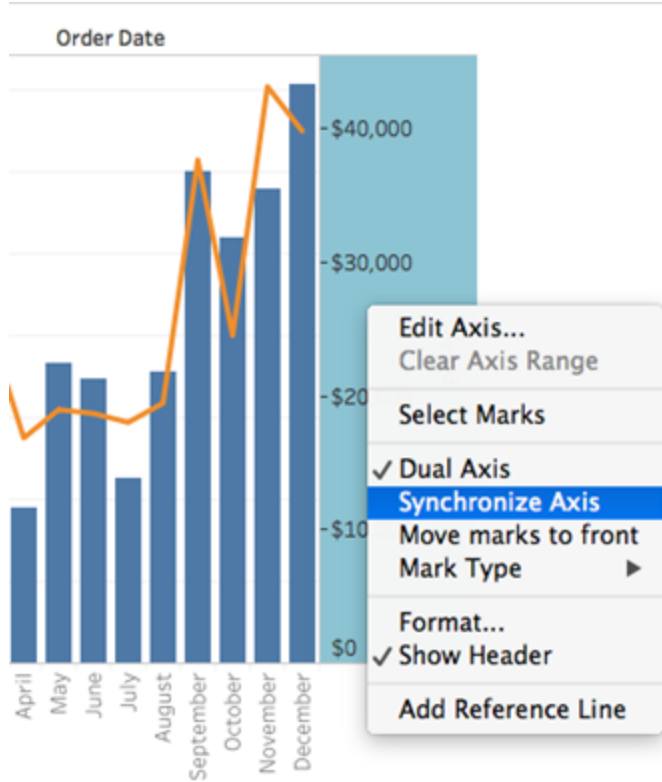 Order Date
$40,000
$30,000
$20
$10
$0
Edit Axis...
Clear Axis Range
Select Marks
Dual Axis
Synchronize Axis
Move marks to front
Mark Type
Format...
Show Header
Add Reference Line
April
May
June
July
August
September
October
November
December